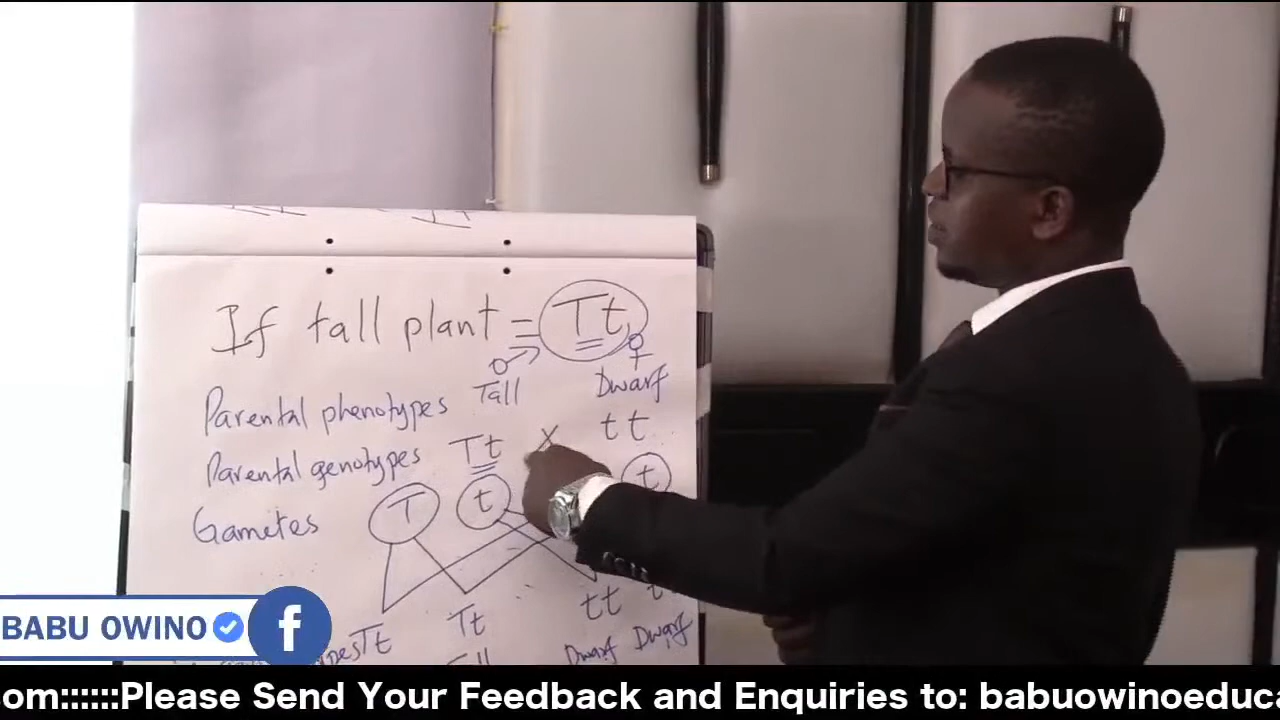 If tall plant = Tt
♂ ♀
Parental phenotypes Tall Dwarf
Parental genotypes Tt X tt
Gametes T t t
Tt Tt tt
Dwarf Dwarf
BABU OWINO f
om::::::Please Send Your Feedback and Enquiries to: babuowinoeduca